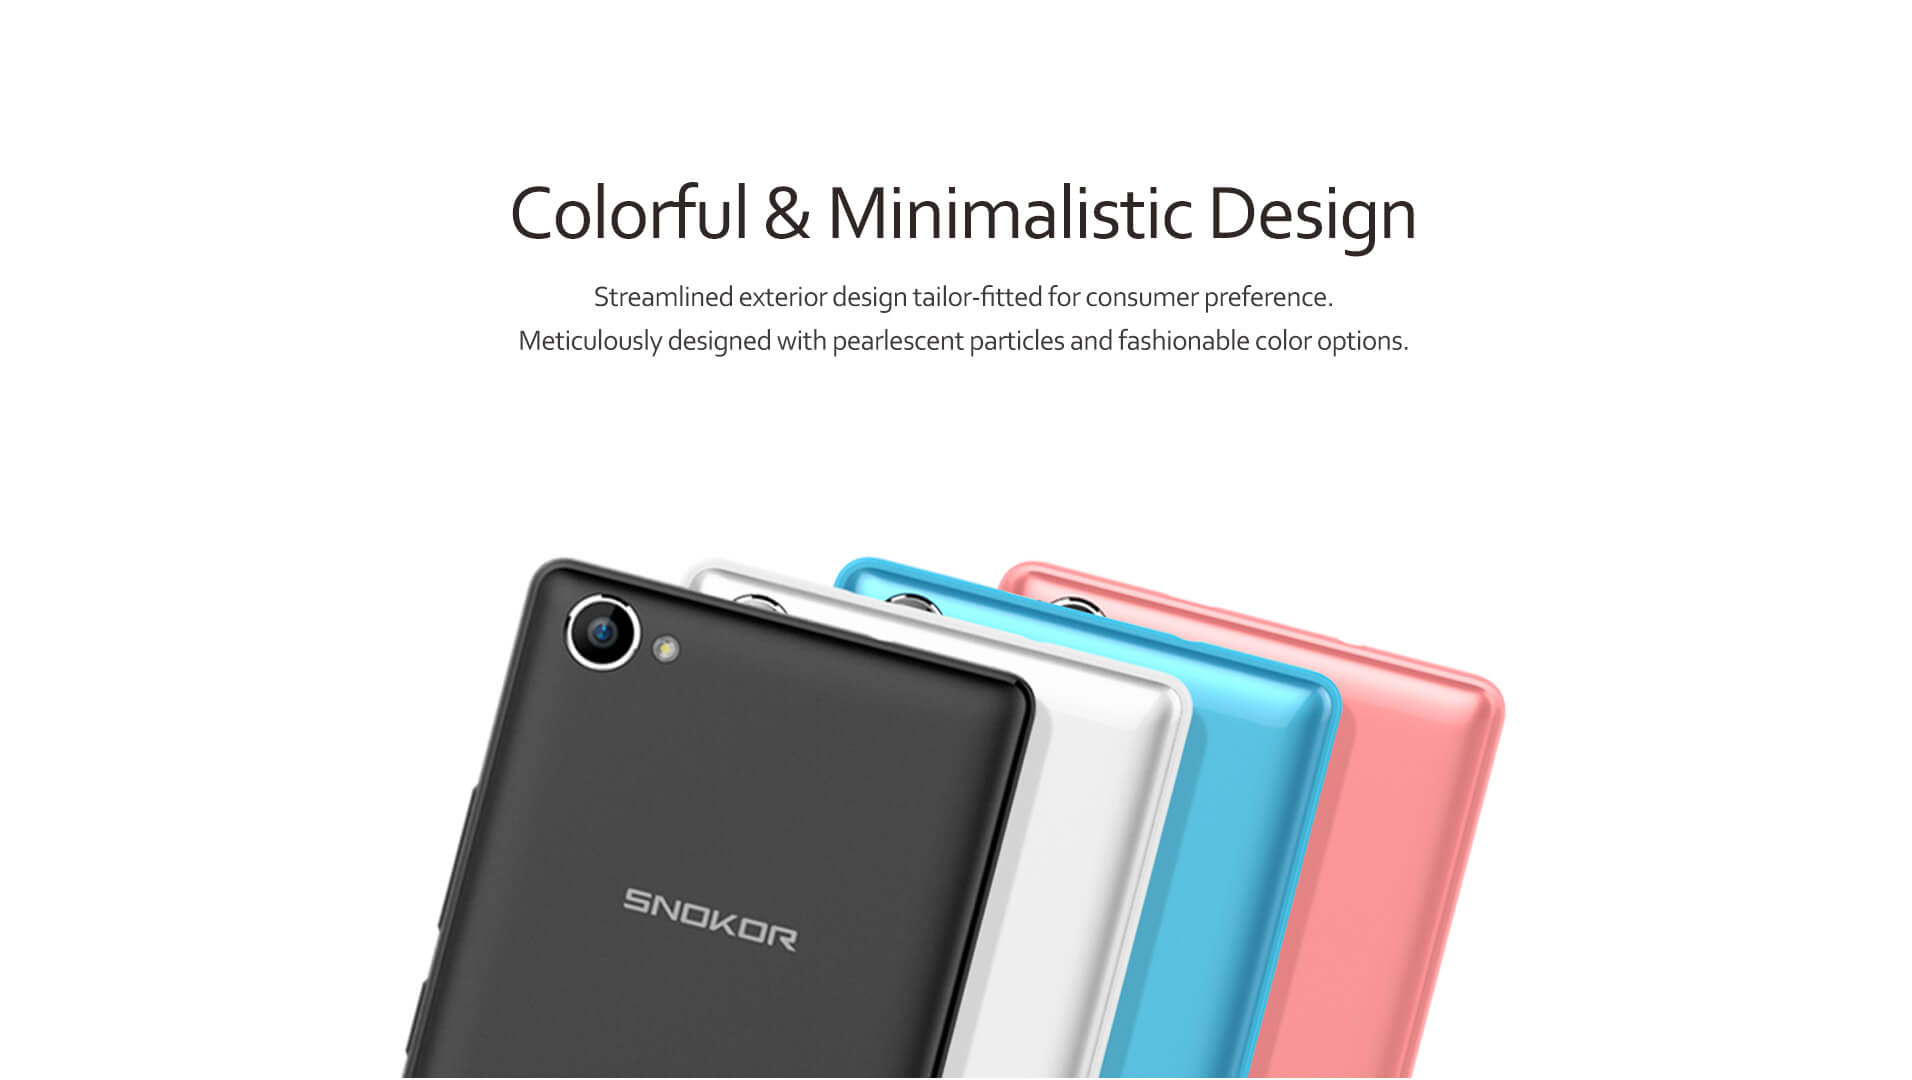 Colorful & Minimalistic Design
Streamlined exterior design tailor-fitted for consumer preference.
Meticulously designed with pearlescent particles and fashionable color options.
SNOKOR